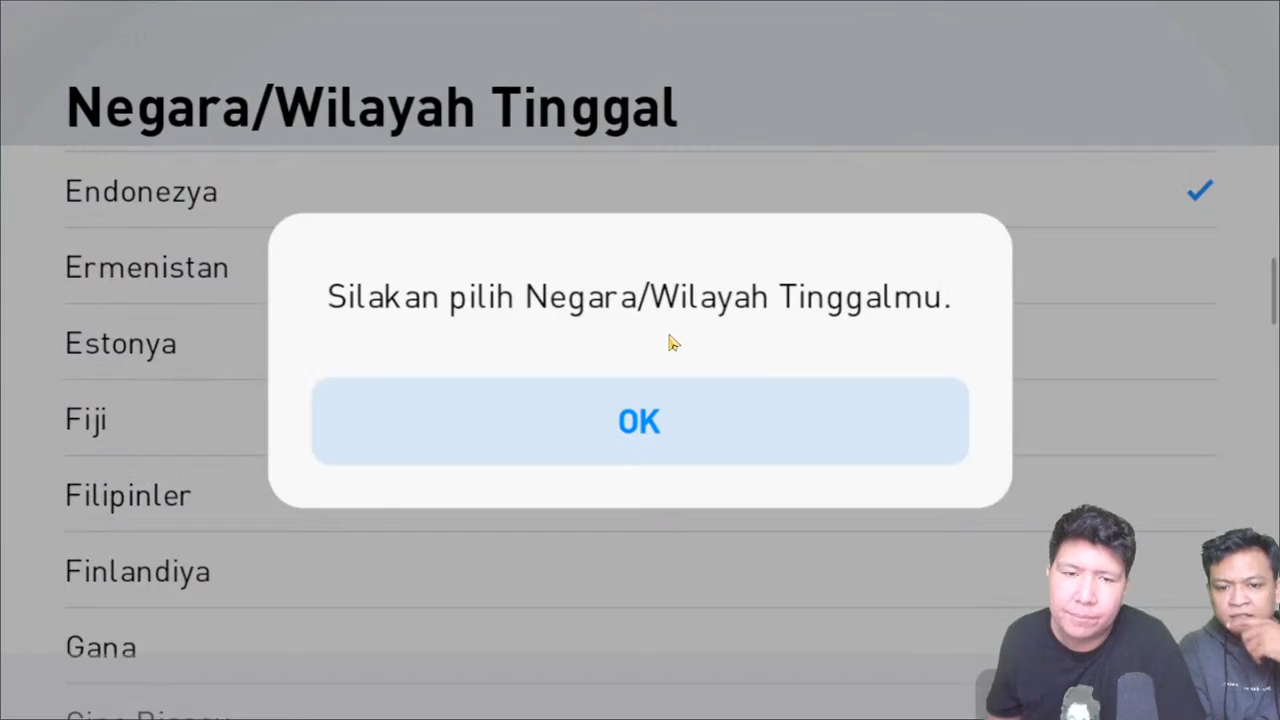 Negara/Wilayah Tinggal
Endonezya
Ermenistan
Silakan pilih Negara/Wilayah Tinggalmu.
Estonya
Fiji
OK
Filipinler
Finlandiya
Gana